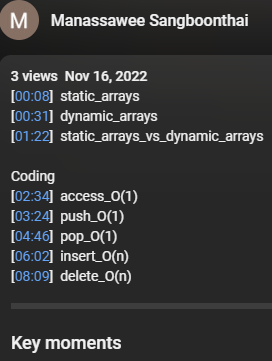 M
Manassawee Sangboonthai
3 views  Nov 16, 2022
[00:08]  static_arrays
[00:31]  dynamic_arrays
[01:22]  static_arrays_vs_dynamic_arrays
Coding
[02:34]  access_O(1)
[03:24]  push_O(1)
[04:46]  pop_O(1)
[06:02]  insert_O(n)
[08:09]  delete_O(n)
Key moments